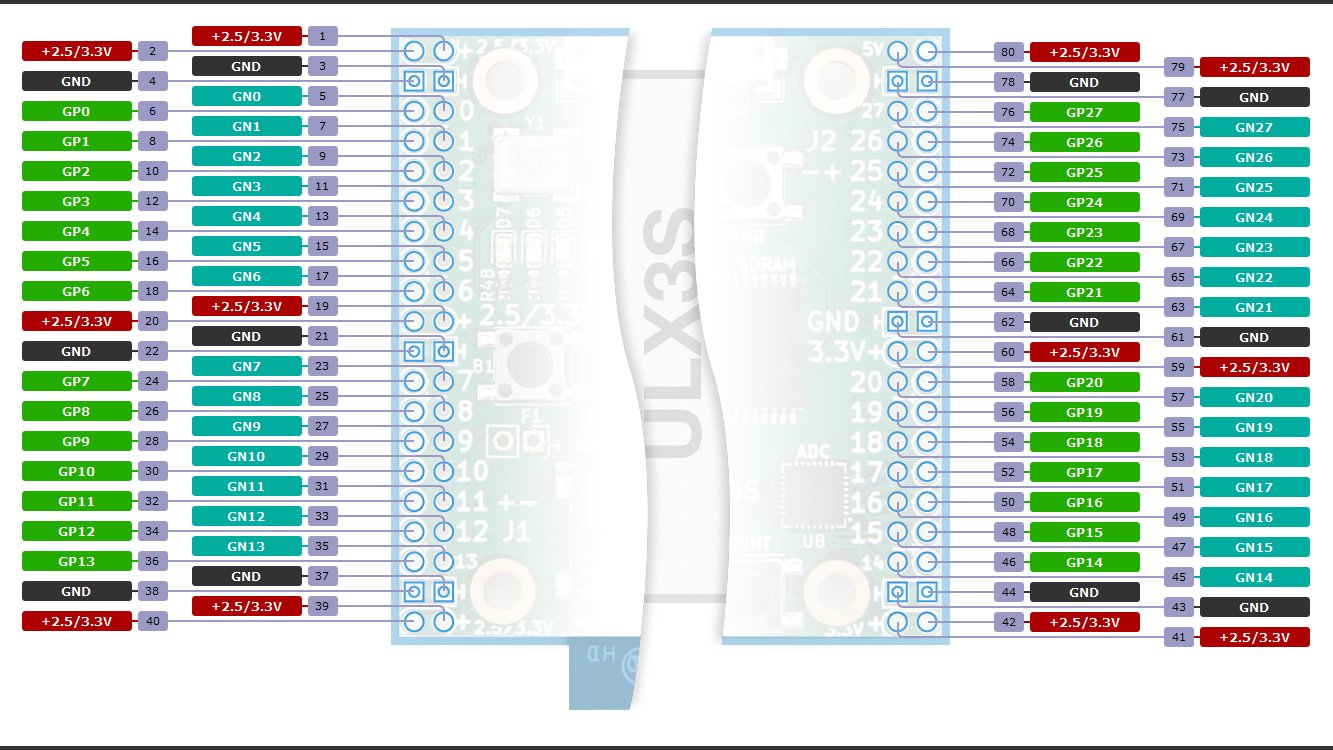 +2.5/3.3V 1
+2.5/3.3V 2
GND 3
GND 4
GN0 5
GP0 6
GN1 7
GP1 8
GN2 9
GP2 10
GN3 11
GP3 12
GN4 13
GP4 14
GN5 15
GP5 16
GN6 17
GP6 18
+2.5/3.3V 19
+2.5/3.3V 20
GND 21
GND 22
GN7 23
GP7 24
GN8 25
GP8 26
GN9 27
GP9 28
GN10 29
GP10 30
GN11 31
GP11 32
GN12 33
GP12 34
GN13 35
GP13 36
GND 37
GND 38
+2.5/3.3V 39
+2.5/3.3V 40
+ 2.5/3.3V
0
Y1
1
2
3
4
D7 D6 D5
5
6
R48
+ 2.5/3.3V
B1
7
8
F1
9
J3
10
11 + -
12 J1
13
+ 2.5/3.3V
HD
ULX3S
5V
27
J2 26
- + 25
24
PWR 23
SDRAM 22
21
GND
3.3V+
20
19
18
ADC
17
16
15
U8
14
3.3V +
80 +2.5/3.3V
79 +2.5/3.3V
78 GND
77 GND
76 GP27
75 GN27
74 GP26
73 GN26
72 GP25
71 GN25
70 GP24
69 GN24
68 GP23
67 GN23
66 GP22
65 GN22
64 GP21
63 GN21
62 GND
61 GND
60 +2.5/3.3V
59 +2.5/3.3V
58 GP20
57 GN20
56 GP19
55 GN19
54 GP18
53 GN18
52 GP17
51 GN17
50 GP16
49 GN16
48 GP15
47 GN15
46 GP14
45 GN14
44 GND
43 GND
42 +2.5/3.3V
41 +2.5/3.3V